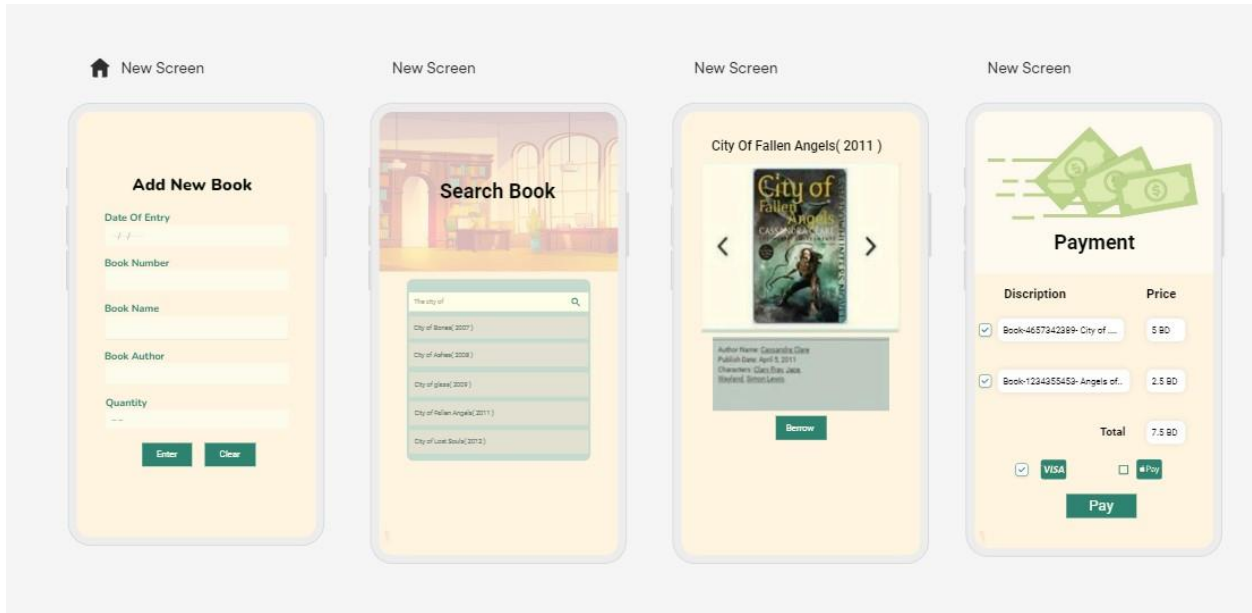 New Screen
Add New Book
Date Of Entry
--/--/----
Book Number
Book Name
Book Author
Quantity
--
Enter
Clear
New Screen
Search Book
The city of
City of Bones( 2007 )
City of Ashes( 2008 )
City of glass( 2009 )
City of Fallen Angels( 2011 )
City of Lost Souls( 2012 )
New Screen
City Of Fallen Angels( 2011 )
City of
Fallen
Angels
CASSANDRA CLARE
Author Name: Cassandra Clare
Publish Date: April 5, 2011
Characters: Clary Fray, Jace
Wayland, Simon Lewis
Berrow
New Screen
Payment
Discription Price
Book-4657342389- City of .... 5 BD
Book-1234355453- Angels of.. 2.5 BD
Total 7.5 BD
VISA
Pay
Pay